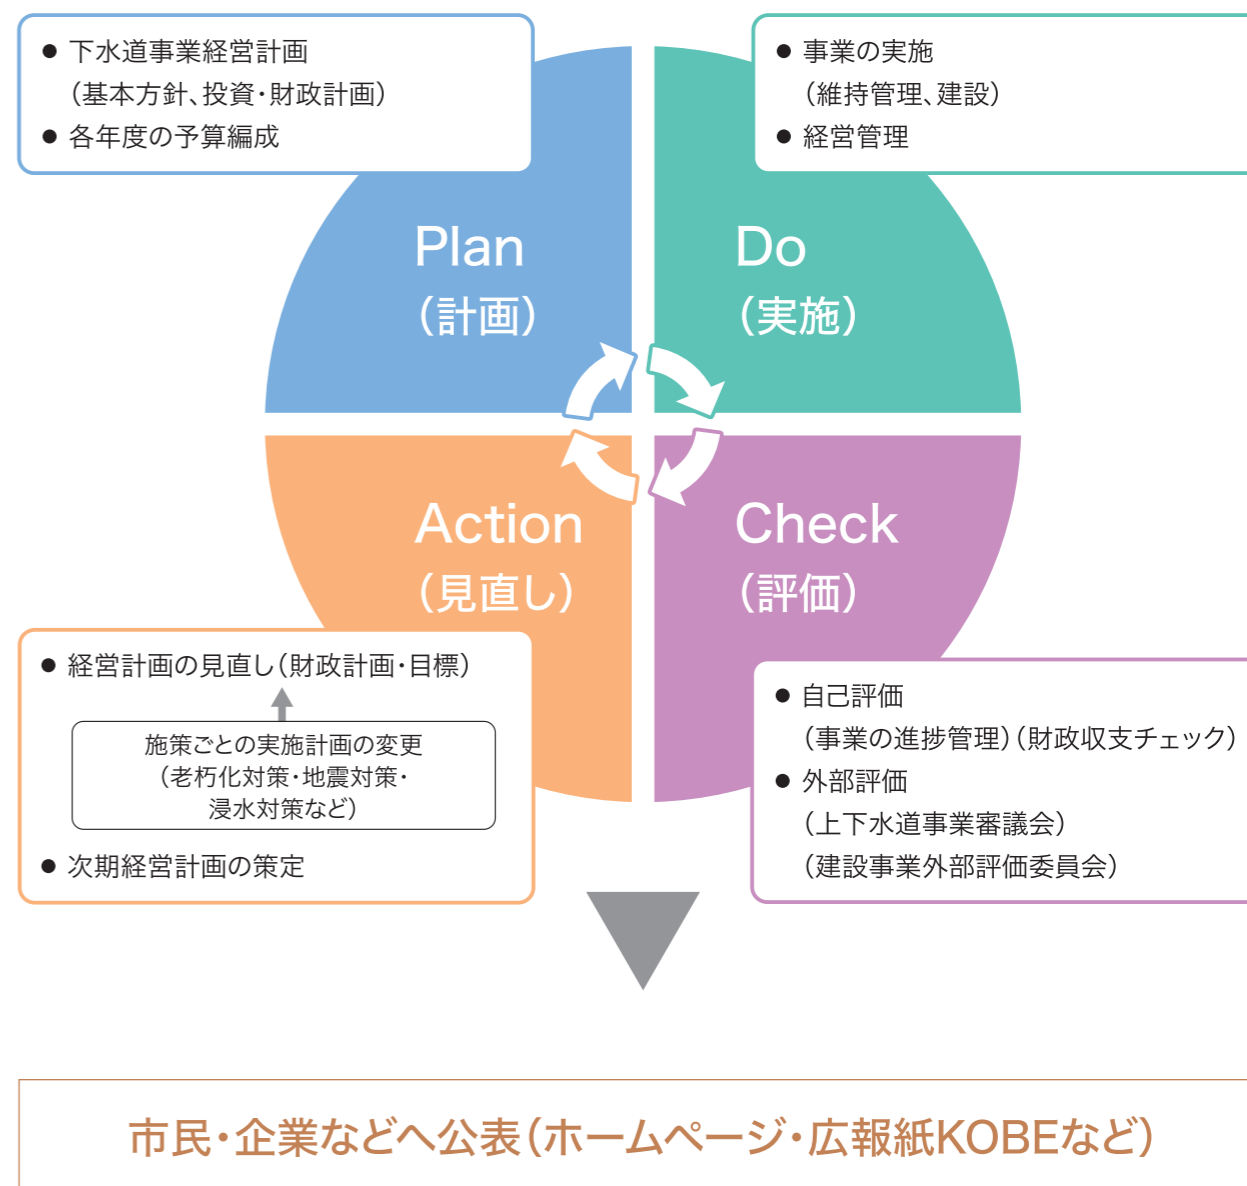 ● 下水道事業経営計画
（基本方針、投資・財政計画）
● 各年度の予算編成
● 事業の実施
（維持管理、建設）
● 経営管理
Plan
（計画）
Do
（実施）
Action
（見直し）
Check
（評価）
● 経営計画の見直し（財政計画・目標）
施策ごとの実施計画の変更
（老朽化対策・地震対策・
浸水対策など）
● 次期経営計画の策定
● 自己評価
（事業の進捗管理）（財政収支チェック）
● 外部評価
（上下水道事業審議会）
（建設事業外部評価委員会）
市民・企業などへ公表（ホームページ・広報紙KOBEなど）